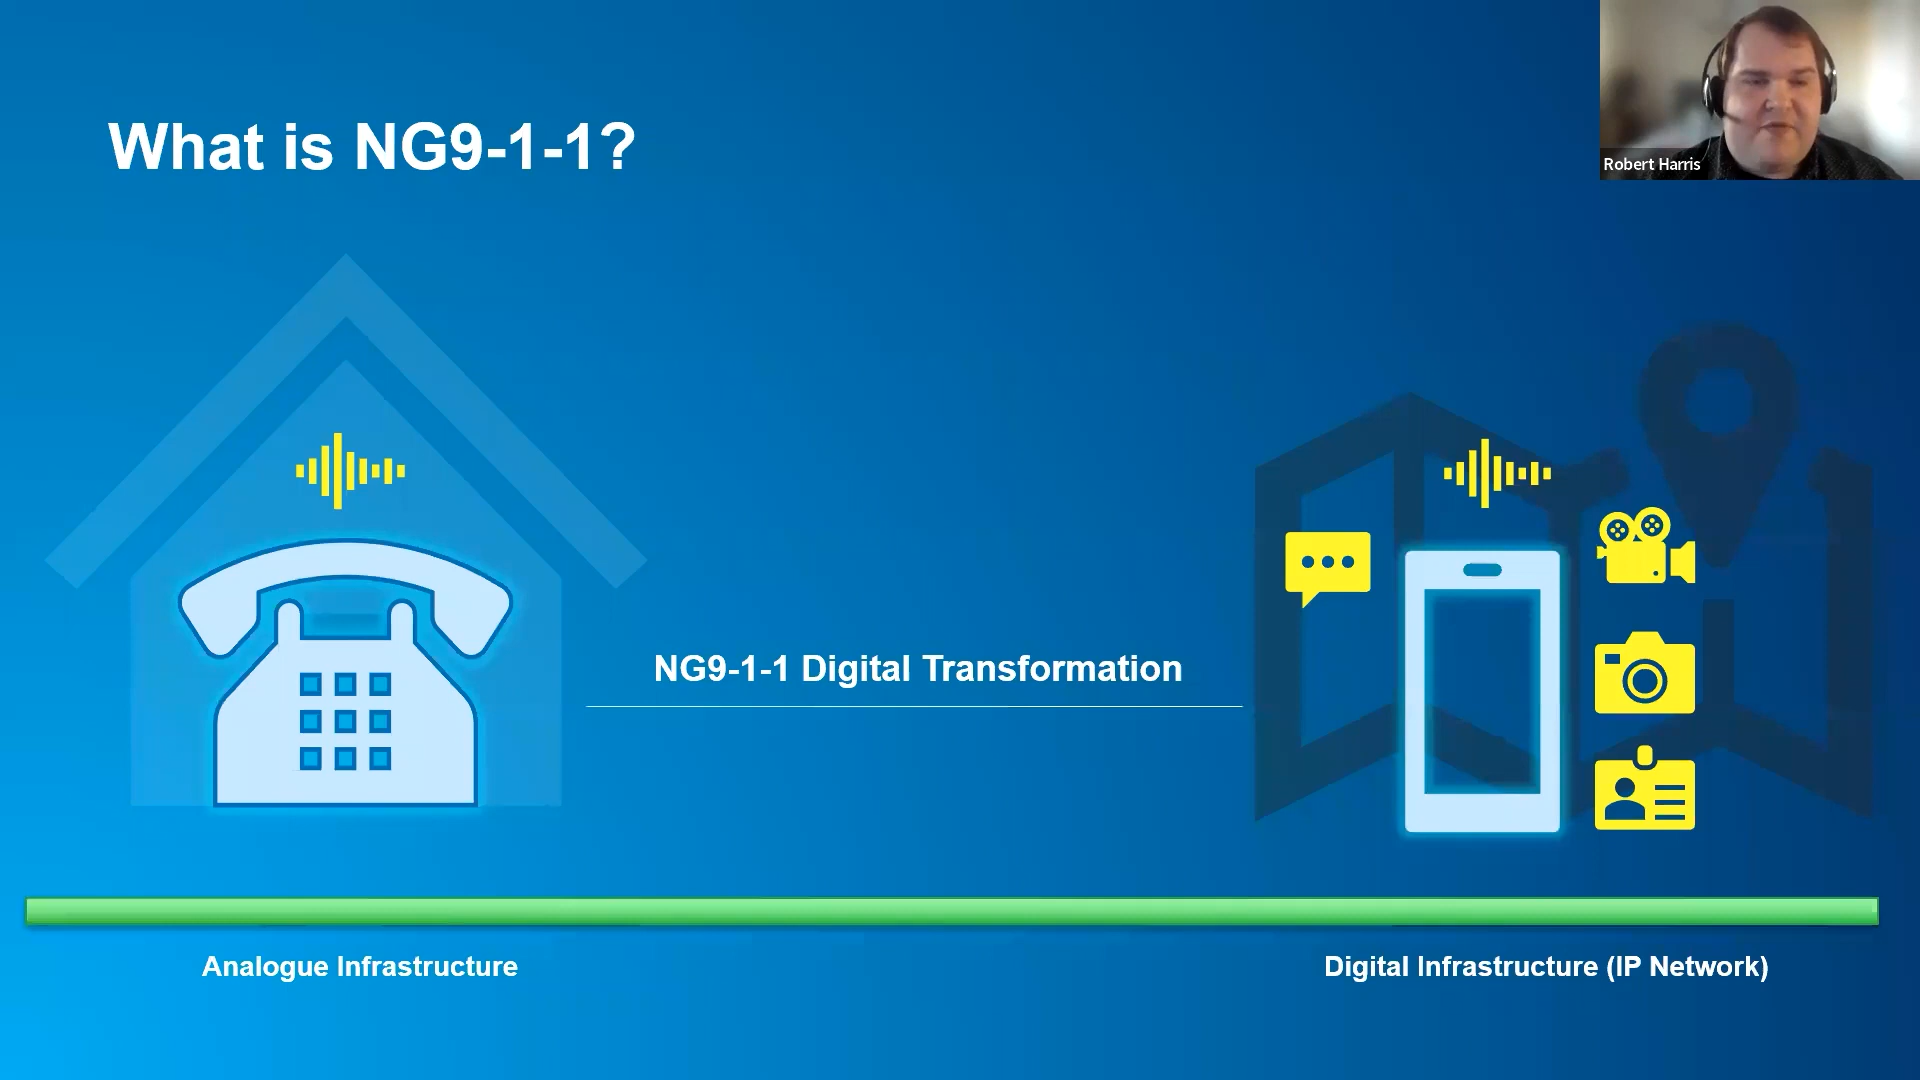 What is NG9-1-1?
Robert Harris
NG9-1-1 Digital Transformation
Analogue Infrastructure
Digital Infrastructure (IP Network)